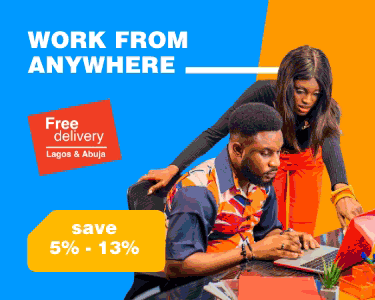 WORK FROM
ANYWHERE
Free
delivery
Lagos & Abuja
save
5% - 13%